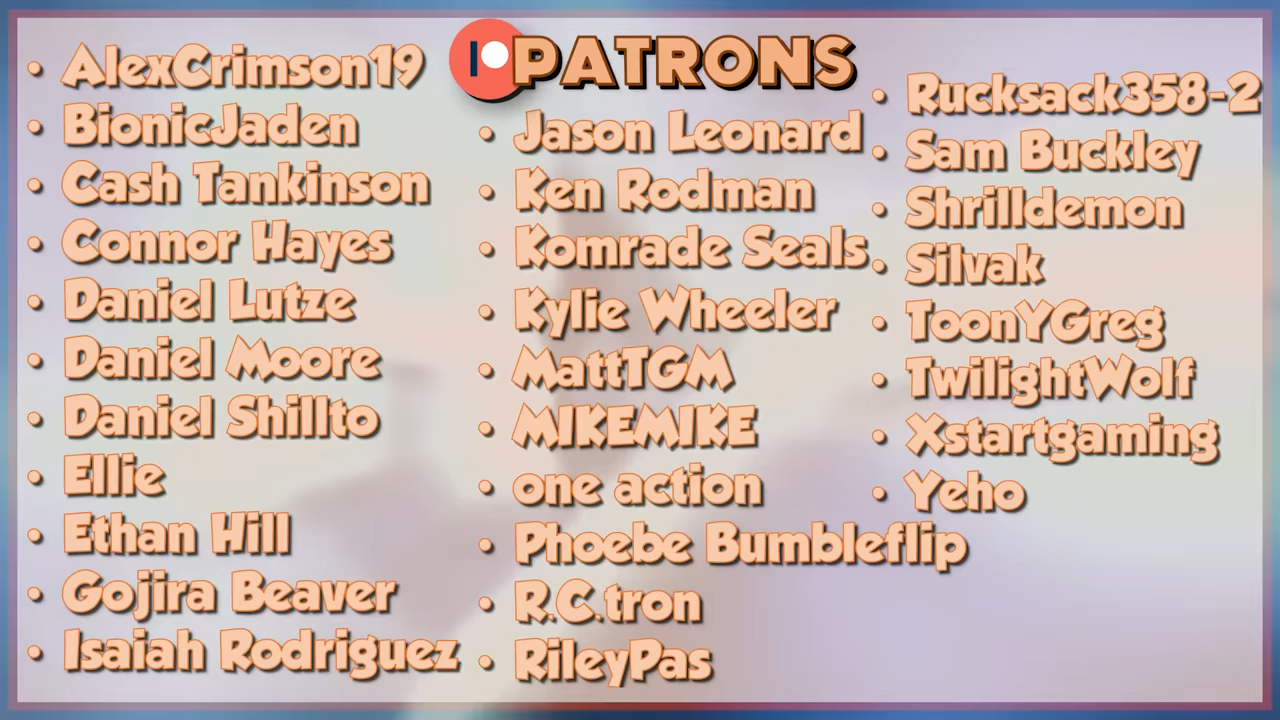 PATRONS
AlexCrimson19
BionicJaden
Cash Tankinson
Connor Hayes
Daniel Lutze
Daniel Moore
Daniel Shillto
Ellie
Ethan Hill
Gojira Beaver
Isaiah Rodriguez
Jason Leonard
Ken Rodman
Komrade Seals
Kylie Wheeler
MattTGM
MIKEMIKE
one action
Phoebe Bumbleflip
R.C.tron
RileyPas
Rucksack358-2
Sam Buckley
Shrilldemon
Silvak
ToonYGreg
TwilightWolf
Xstartgaming
Yeho